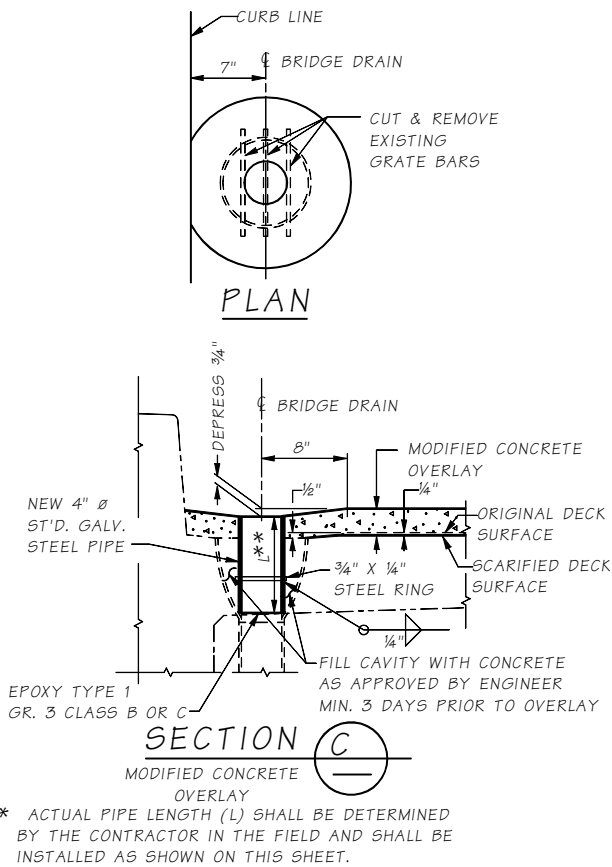 CURB LINE
7"
℄ BRIDGE DRAIN
CUT & REMOVE
EXISTING
GRATE BARS
PLAN
DEPRESS ¾"
℄ BRIDGE DRAIN
8"
MODIFIED CONCRETE
OVERLAY
½"
¼"
NEW 4" ø
ST'D. GALV.
STEEL PIPE
ORIGINAL DECK
SURFACE
L**
¾" X ¼"
STEEL RING
SCARIFIED DECK
SURFACE
¼"
FILL CAVITY WITH CONCRETE
AS APPROVED BY ENGINEER
MIN. 3 DAYS PRIOR TO OVERLAY
EPOXY TYPE 1
GR. 3 CLASS B OR C
SECTION C
MODIFIED CONCRETE
OVERLAY
* ACTUAL PIPE LENGTH (L) SHALL BE DETERMINED
BY THE CONTRACTOR IN THE FIELD AND SHALL BE
INSTALLED AS SHOWN ON THIS SHEET.